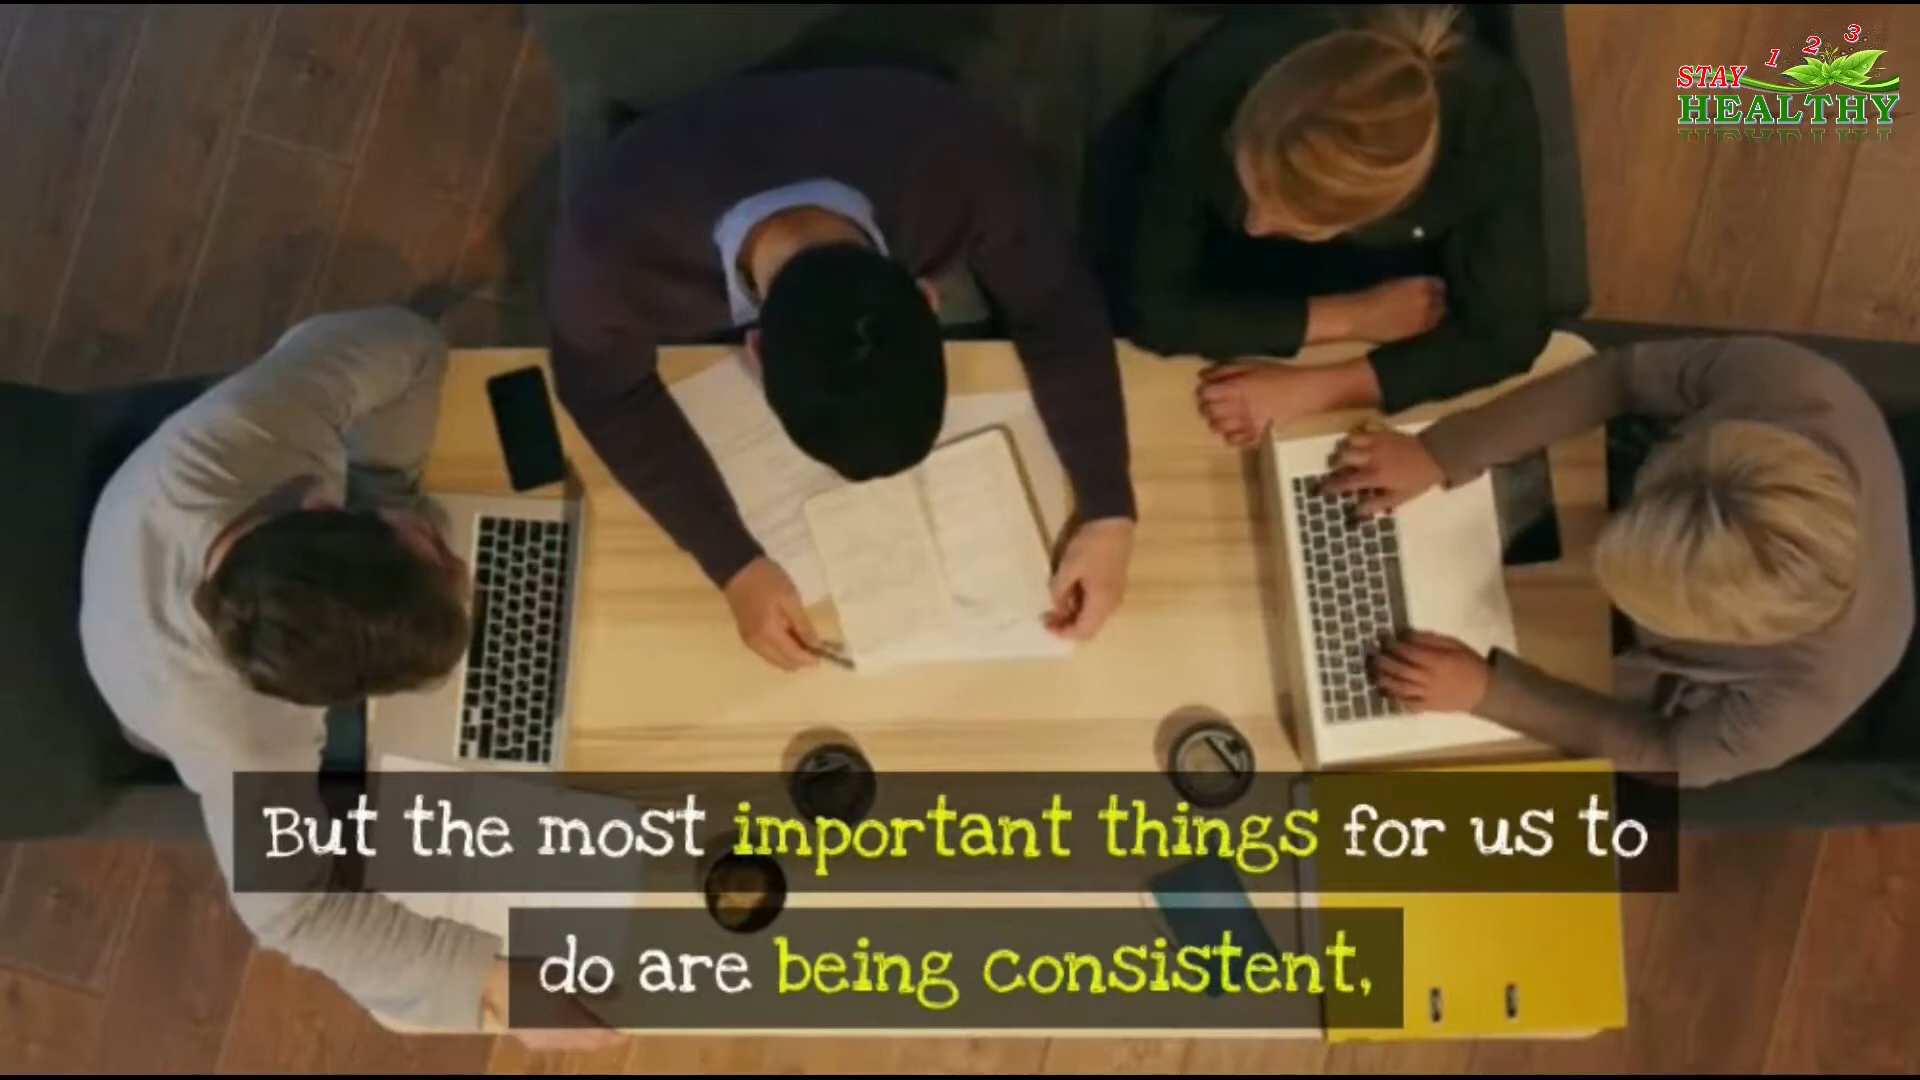 1 2 3
STAY
HEALTHY
But the most important things for us to
do are being consistent,